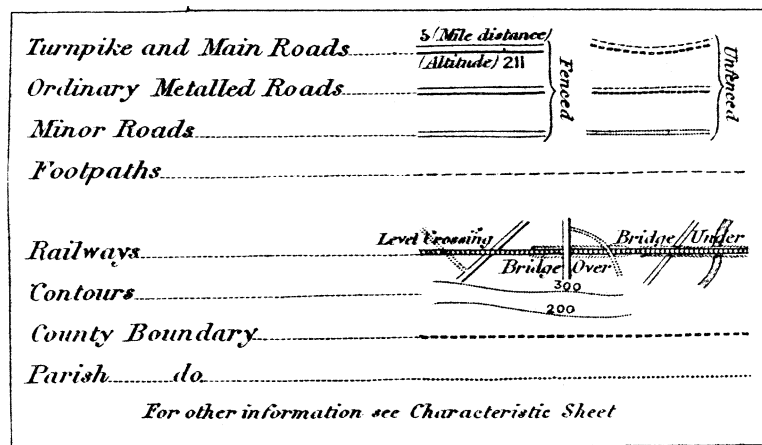 Turnpike and Main Roads 5 (Mile distance)
(Altitude) 211
Ordinary Metalled Roads
Minor Roads
Fenced
Unfenced
Footpaths
Railways Level Crossing Bridge Over Bridge Under
Contours 300
200
County Boundary
Parish do.
For other information see Characteristic Sheet